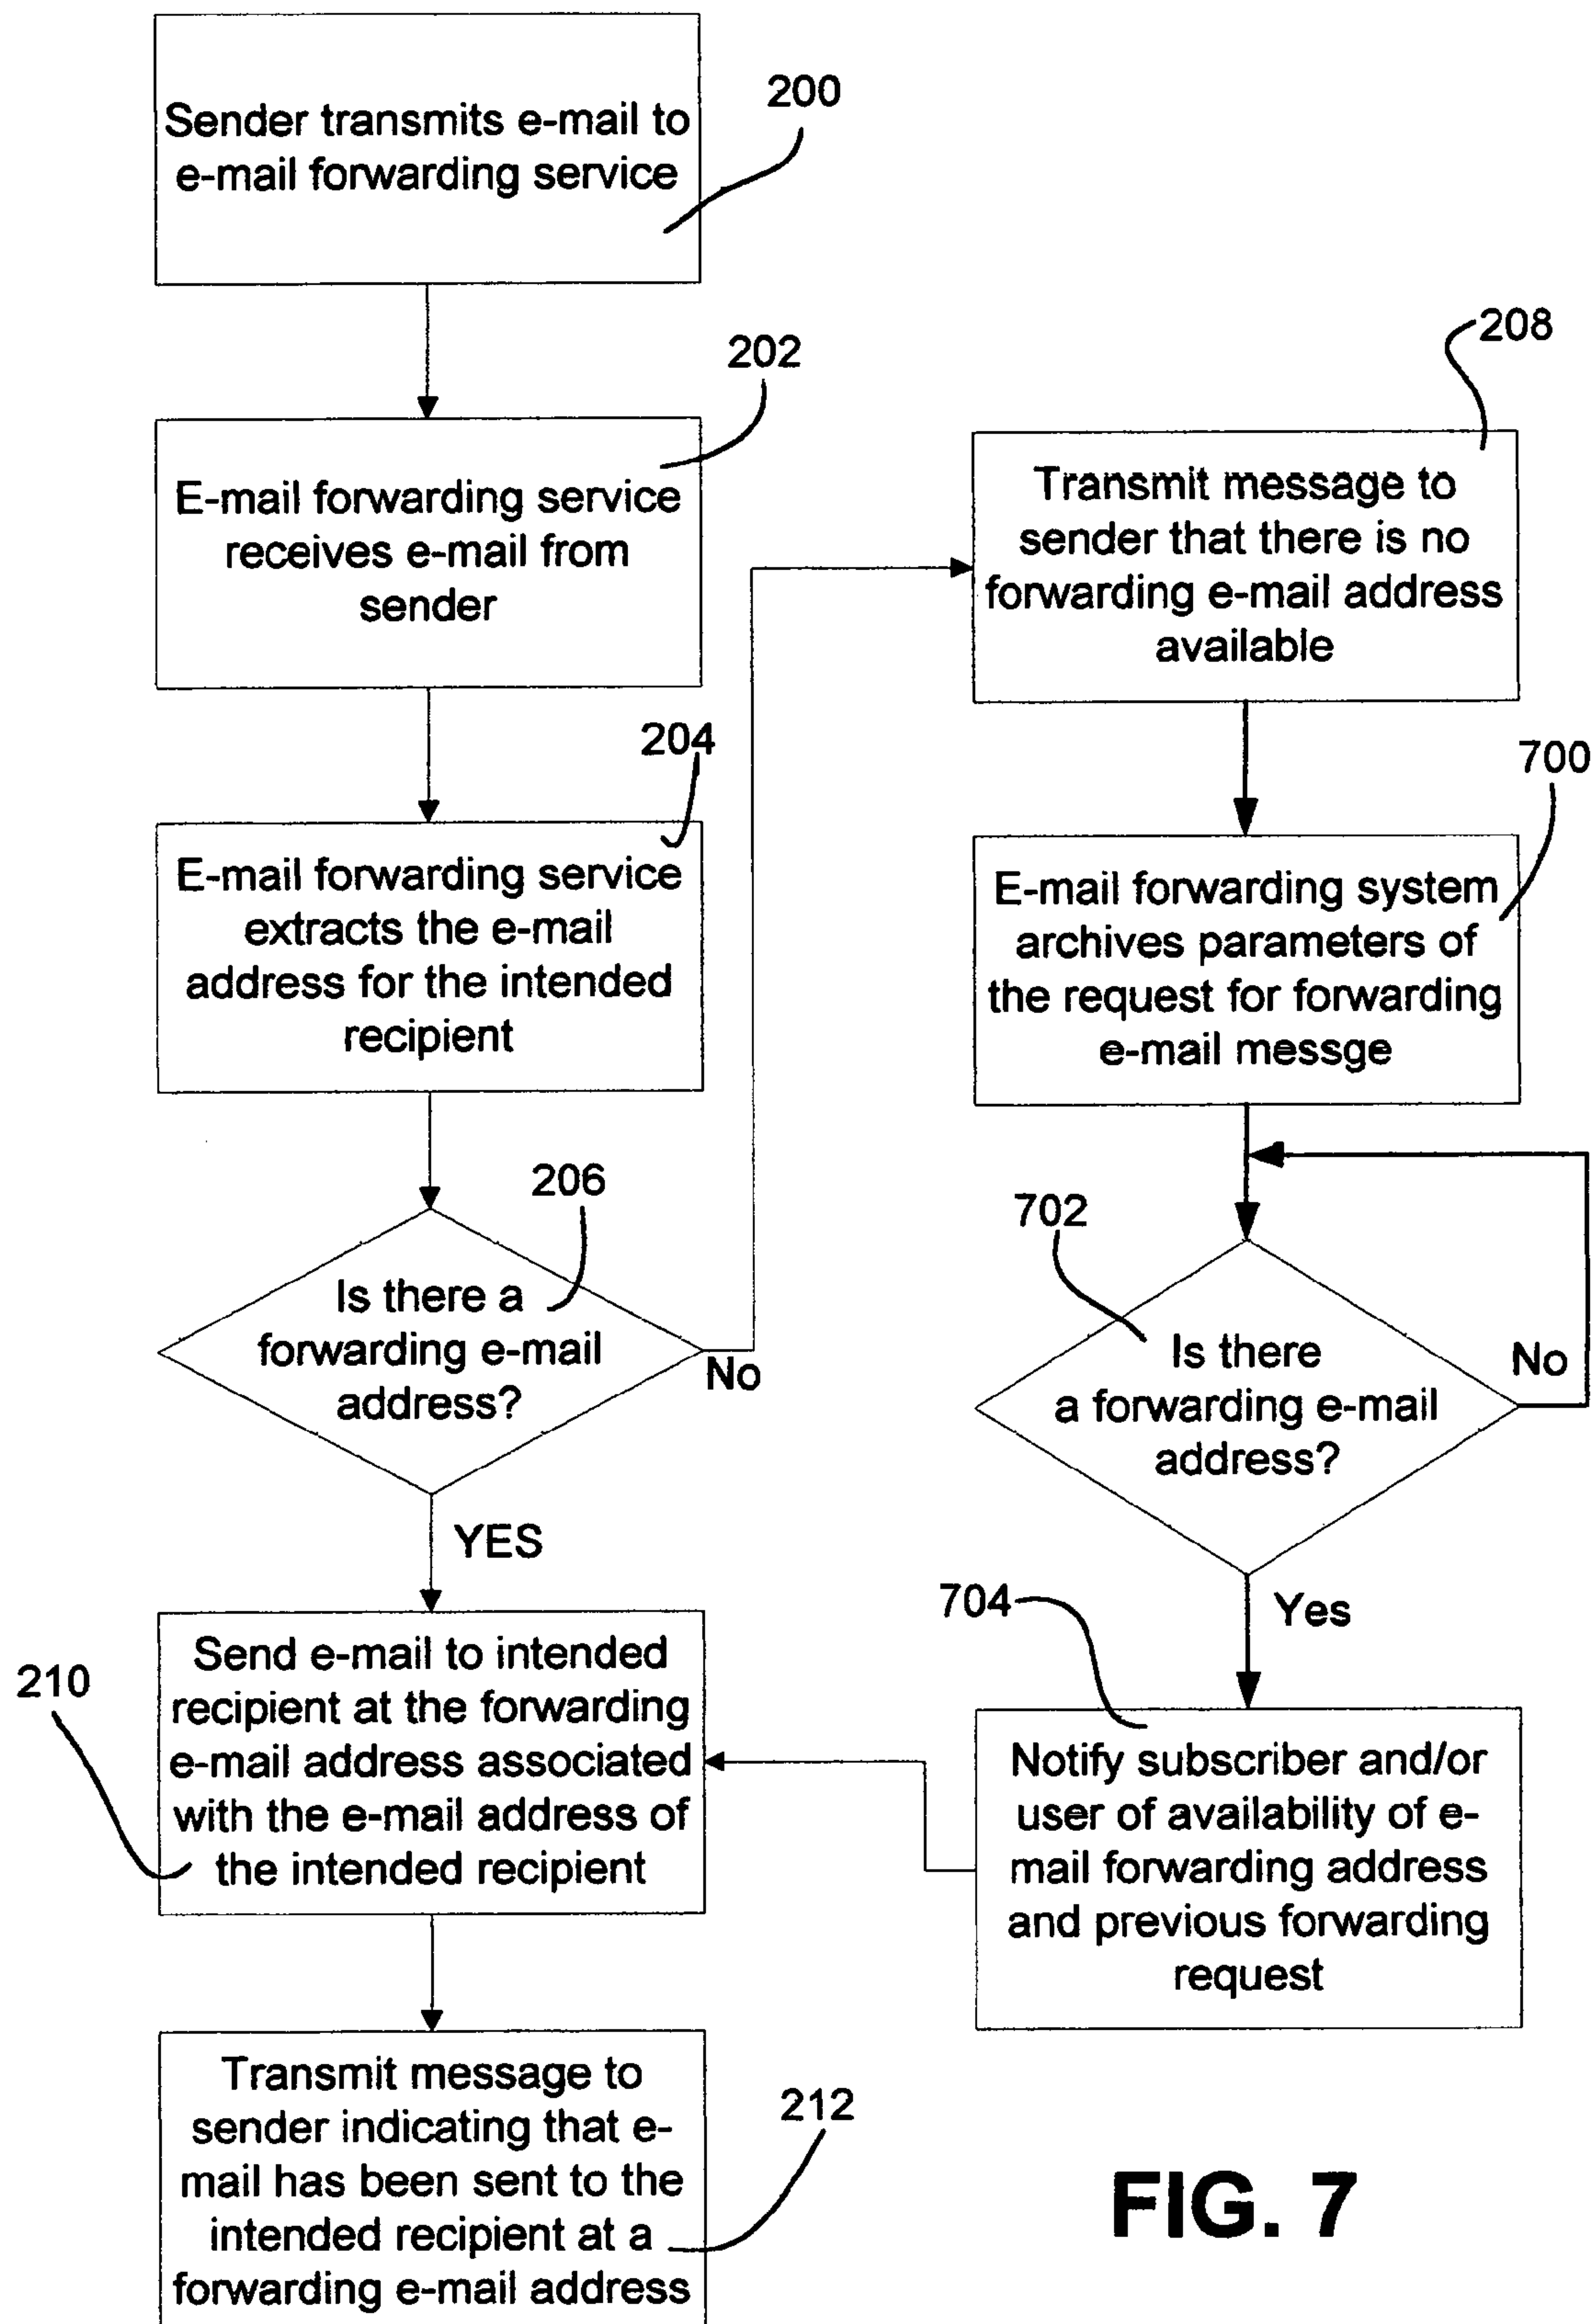 Sender transmits e-mail to
e-mail forwarding service
200
202
E-mail forwarding service
receives e-mail from
sender
204
E-mail forwarding service
extracts the e-mail
address for the intended
recipient
206
Is there a
forwarding e-mail
address?
No
YES
210
Send e-mail to intended
recipient at the forwarding
e-mail address associated
with the e-mail address of
the intended recipient
Transmit message to
sender indicating that e-
mail has been sent to the
intended recipient at a
forwarding e-mail address
212
208
Transmit message to
sender that there is no
forwarding e-mail address
available
700
E-mail forwarding system
archives parameters of
the request for forwarding
e-mail messge
702
Is there
a forwarding e-mail
address?
No
Yes
704
Notify subscriber and/or
user of availability of e-
mail forwarding address
and previous forwarding
request
FIG. 7